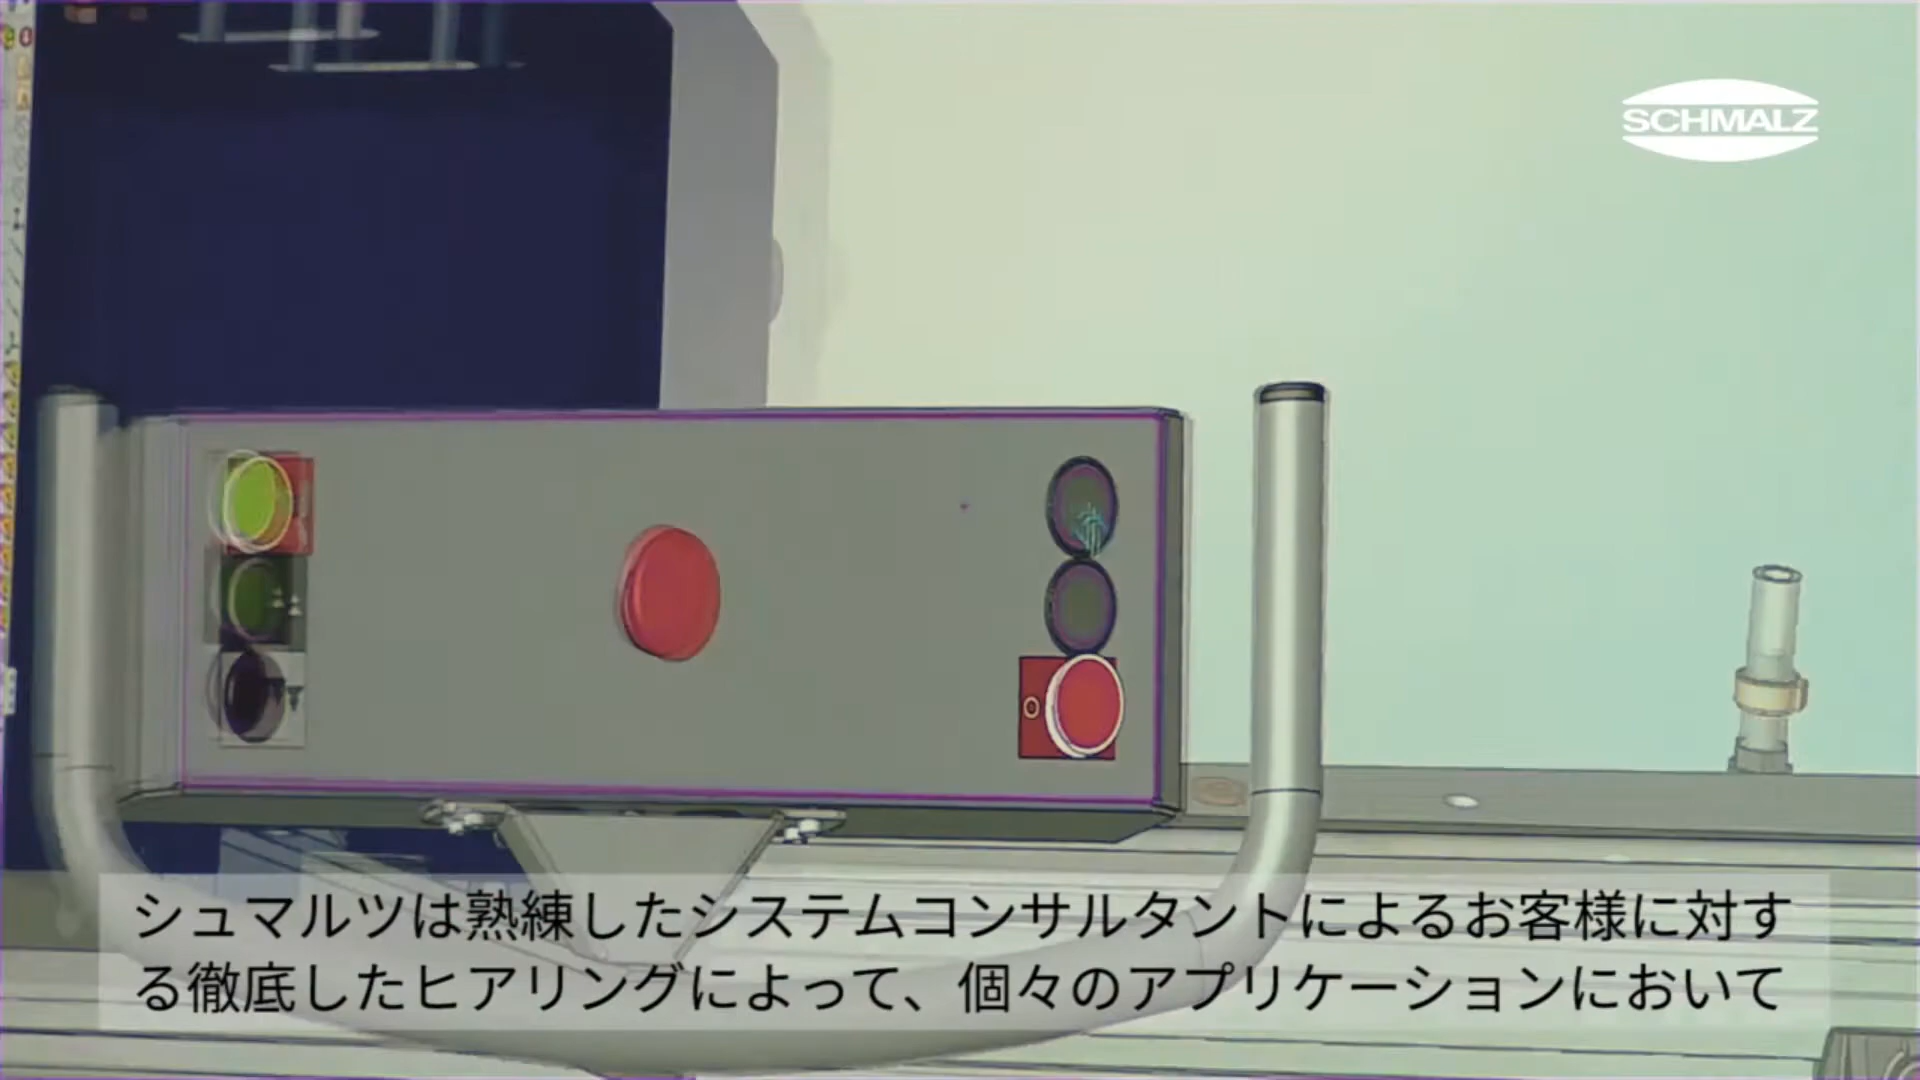 SCHMALZ
シュマルツは熟練したシステムコンサルタントによるお客様に対す
る徹底したヒアリングによって、個々のアプリケーションにおいて